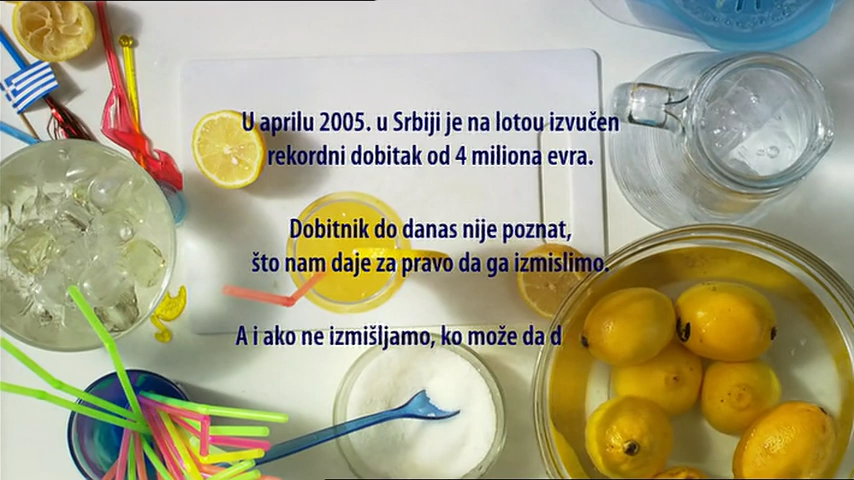 U aprilu 2005. u Srbiji je na lotou izvučen
rekordni dobitak od 4 miliona evra.
Dobitnik do danas nije poznat,
što nam daje za pravo da ga izmislimo.
A i ako ne izmišljamo, ko može da d